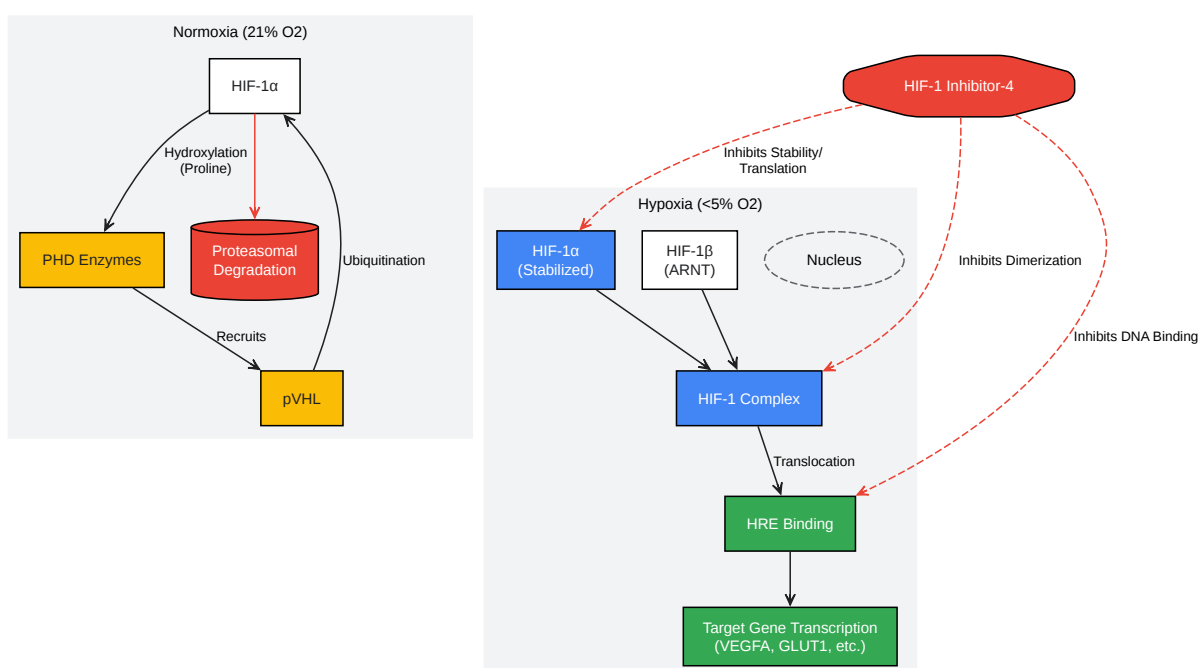 Normoxia (21% O2)
HIF-1α
Hydroxylation
(Proline)
PHD Enzymes
Proteasomal
Degradation
Ubiquitination
Recruits
pVHL
HIF-1 Inhibitor-4
Inhibits Stability/
Translation
Hypoxia (<5% O2)
HIF-1α
(Stabilized)
HIF-1β
(ARNT)
Nucleus
Inhibits Dimerization
Inhibits DNA Binding
HIF-1 Complex
Translocation
HRE Binding
Target Gene Transcription
(VEGFA, GLUT1, etc.)